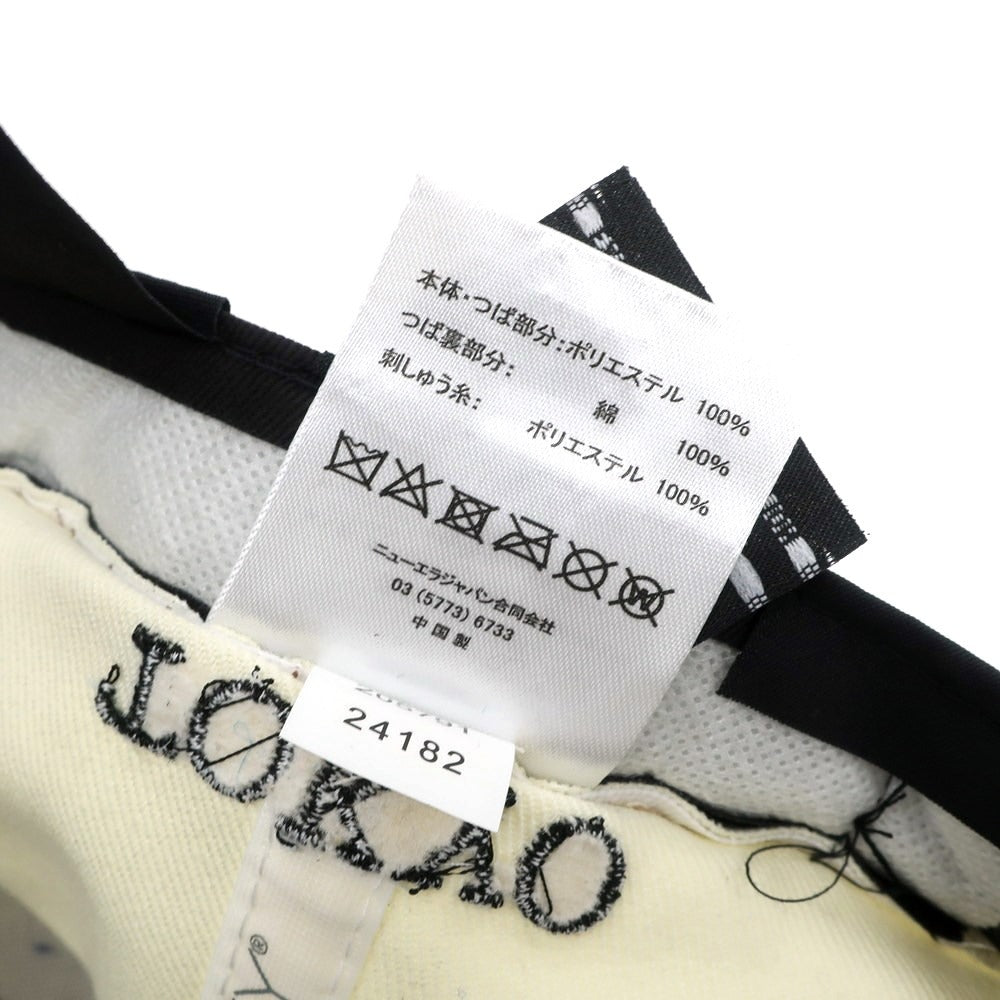 本体・つば部分:ポリエステル 100%
つば裏部分: 綿 100%
刺しゅう糸: ポリエステル 100%
W
ニューエラジャパン合同会社
03 (5773) 6733
中国製
24182